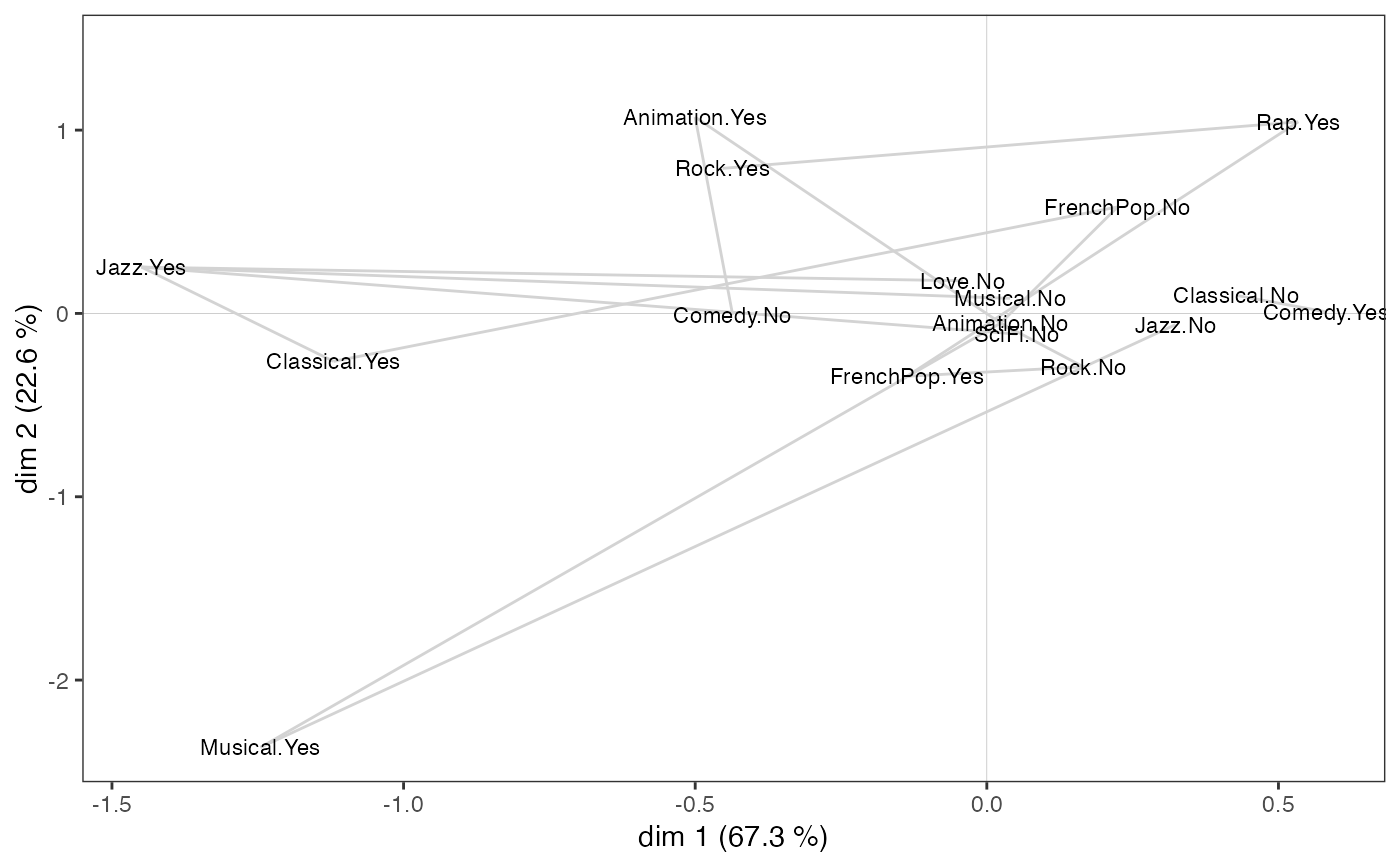 Animation.Yes
Rap.Yes
Rock.Yes
FrenchPop.No
Jazz.Yes
Love.No
Musical.No
Classical.No
Comedy.No
Comedy.Yes
Animation.No
Jazz.No
SciFi.No
Classical.Yes
FrenchPop.Yes
Rock.No
Musical.Yes
1
0
-1
-2
dim 2 (22.6 %)
-1.5 -1.0 -0.5 0.0 0.5
dim 1 (67.3 %)